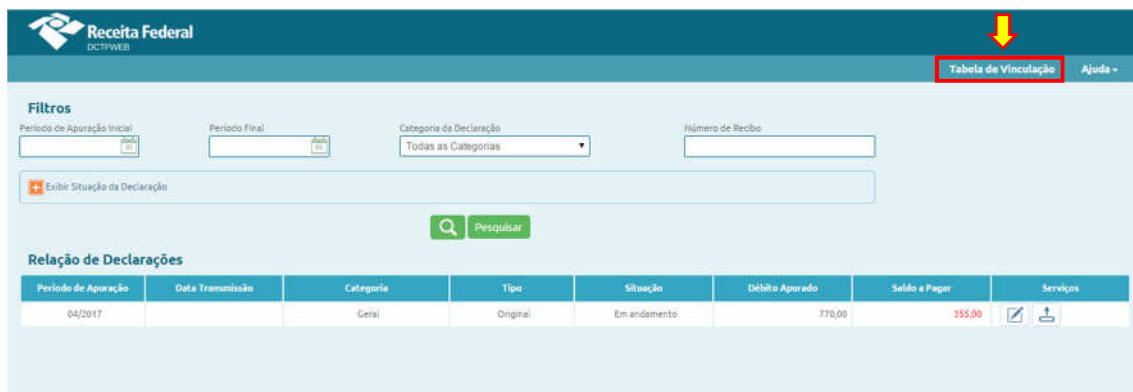 Receita Federal
DCTFWEB
Tabela de Vinculação Ajuda
Filtros
Período de Apuração Inicial Período Final Categoria da Declaração Número de Recibo
Todas as Categorias
Exibir Situação da Declaração
Pesquisar
Relação de Declarações
Período de Apuração Data Transmissão Categoria Tipo Situação Débito Apurado Saldo a Pagar Serviços
04/2017 Geral Original Em andamento 770,00 355,00